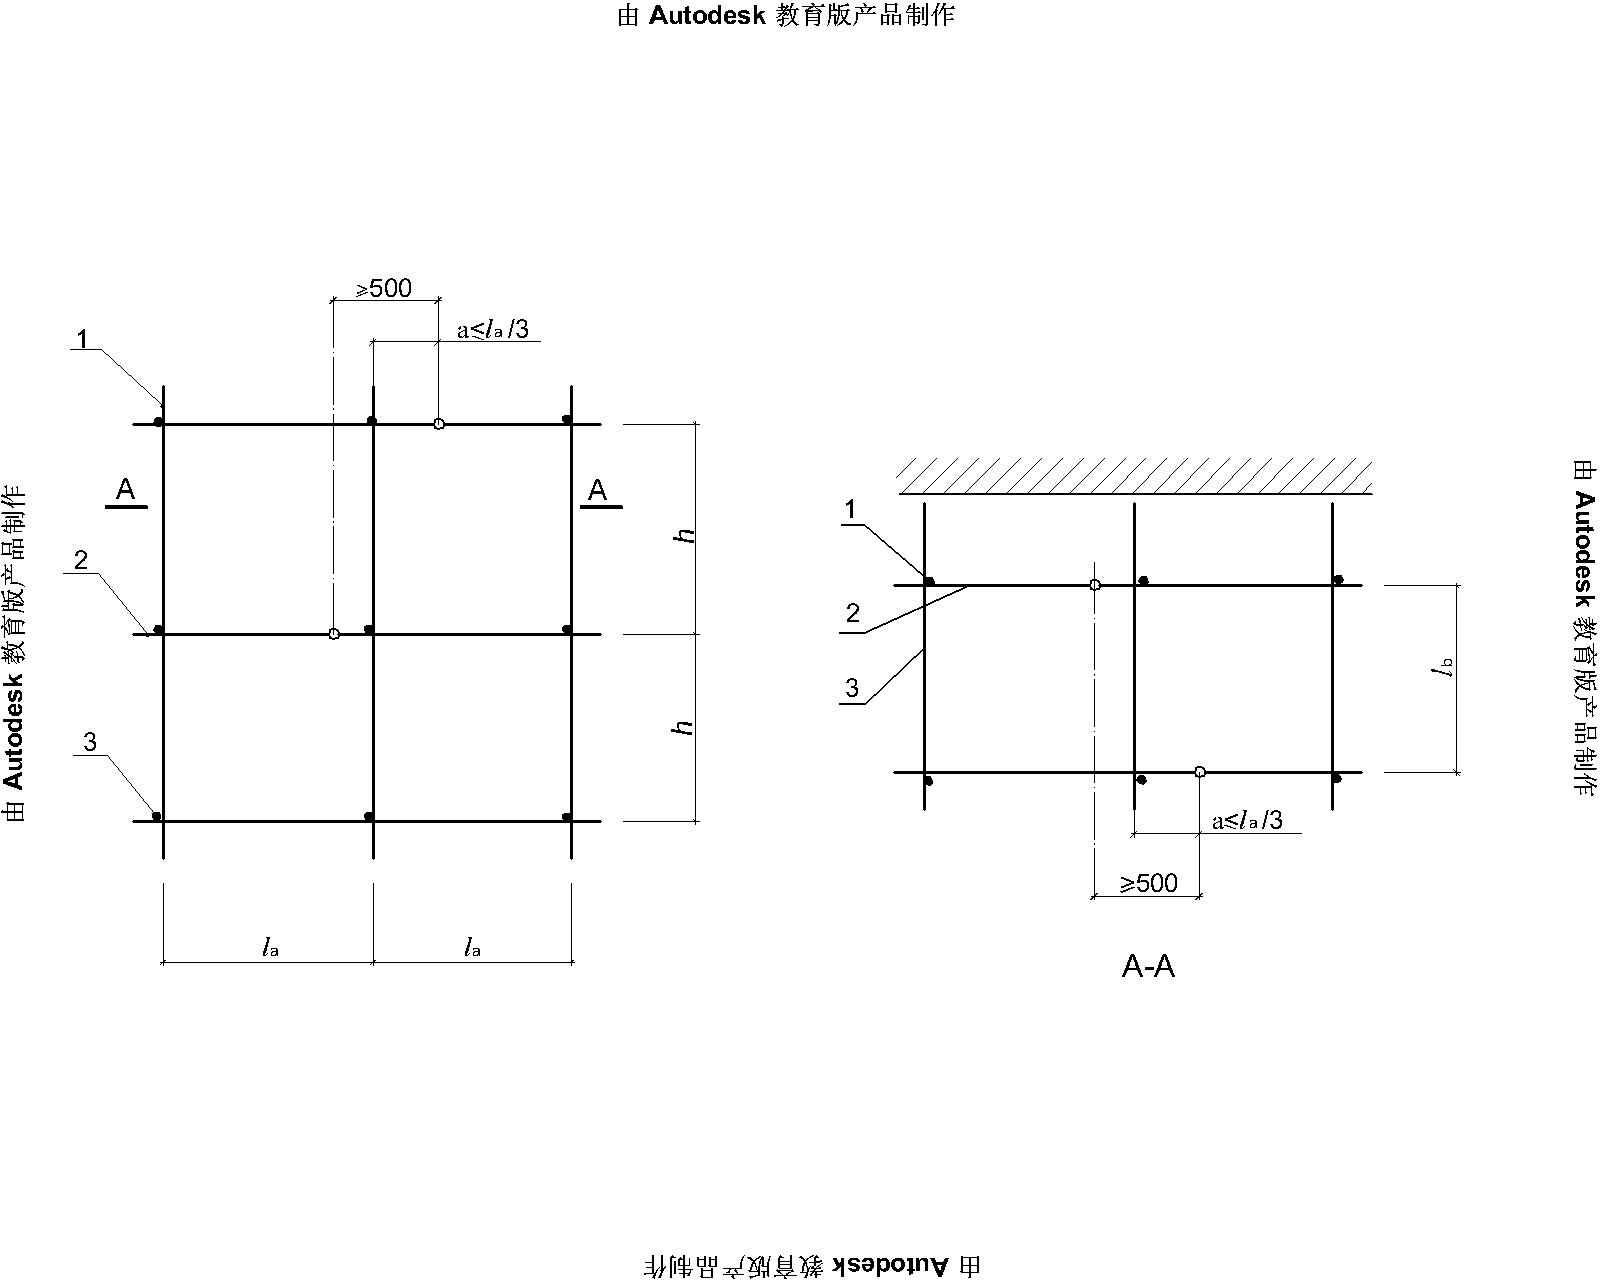 由 Autodesk 教育版产品制作
≥500
a≤la/3
1
A
A
2
3
h
h
la
la
1
2
3
lb
a≤la/3
≥500
A-A
由 Autodesk 教育版产品制作
由 Autodesk 教育版产品制作
由 Autodesk 教育版产品制作